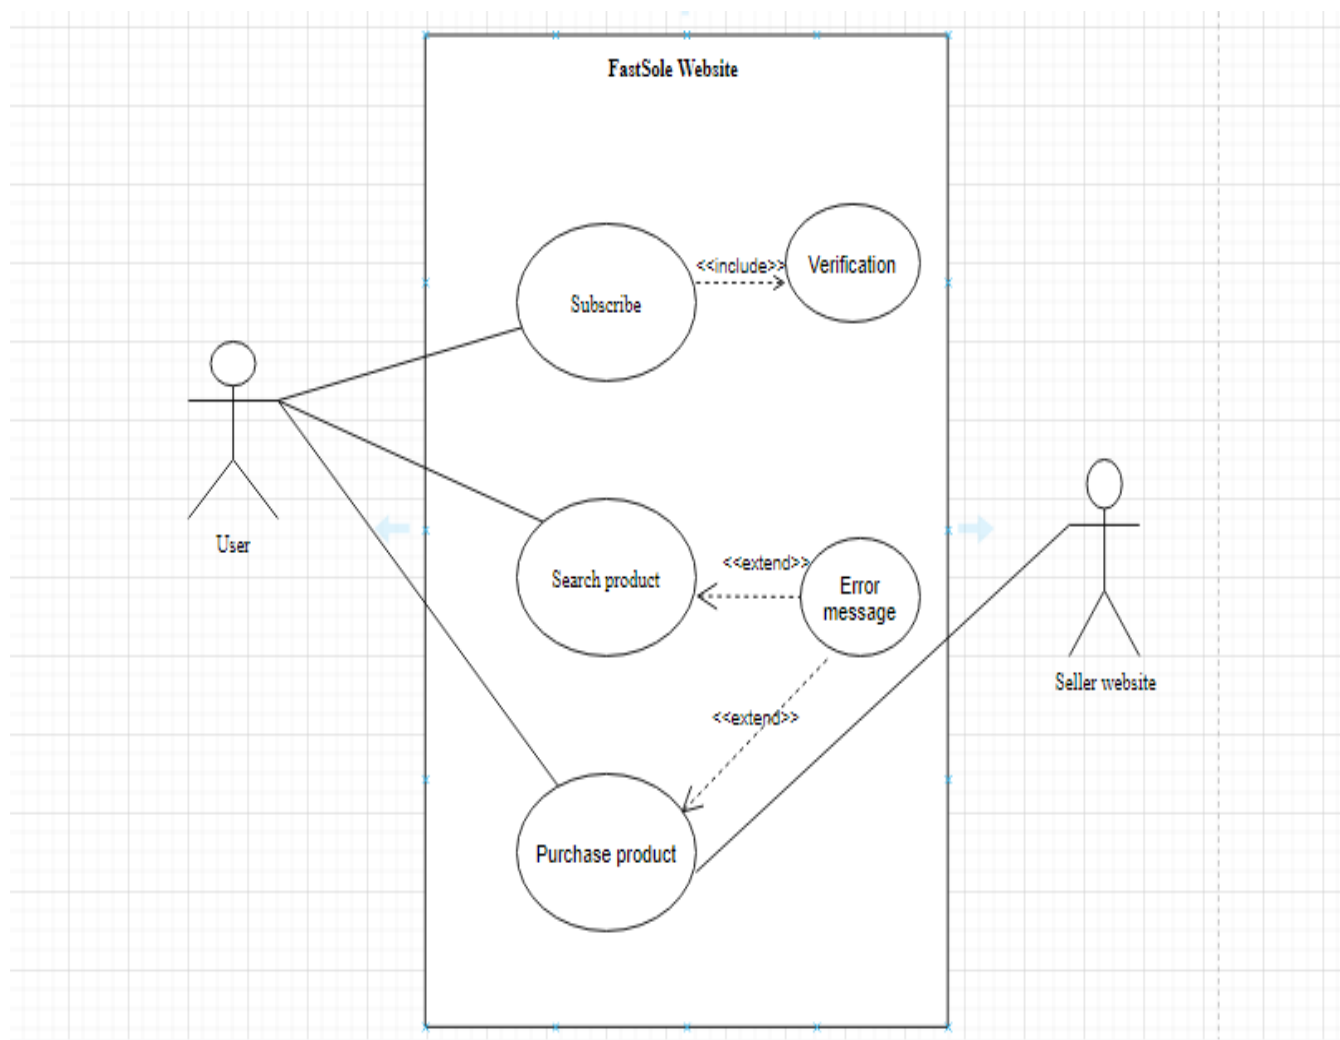 FastSole Website
<<include>>
Verification
Subscribe
User
Search product
<<extend>>
Error
message
Seller website
<<extend>>
Purchase product